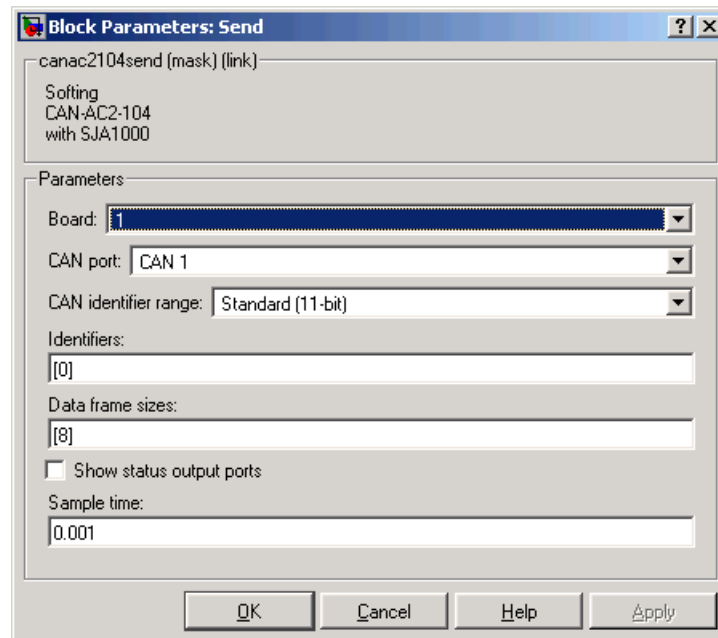 Block Parameters: Send
canac2104send (mask) (link)
Softing
CAN-AC2-104
with SJA1000
Parameters
Board: 1
CAN port: CAN 1
CAN identifier range: Standard (11-bit)
Identifiers:
[0]
Data frame sizes:
[8]
Show status output ports
Sample time:
0.001
OK Cancel Help Apply